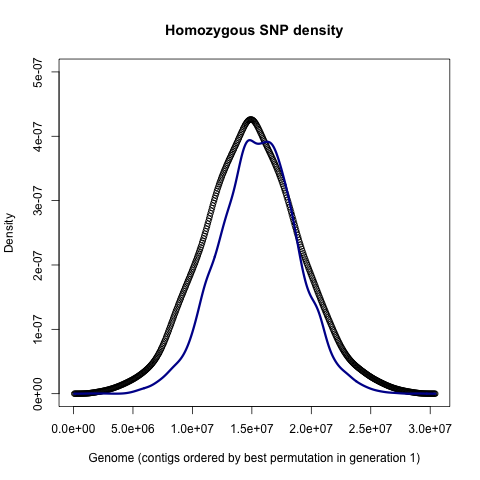 Homozygous SNP density
Density
5e-07
4e-07
3e-07
2e-07
1e-07
0e+00
0.0e+00 5.0e+06 1.0e+07 1.5e+07 2.0e+07 2.5e+07 3.0e+07
Genome (contigs ordered by best permutation in generation 1)